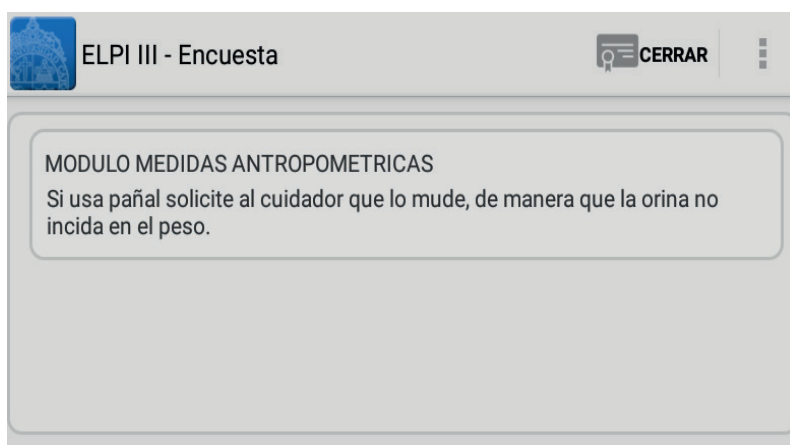 ELPI III - Encuesta
CERRAR
MODULO MEDIDAS ANTROPOMETRICAS
Si usa pañal solicite al cuidador que lo mude, de manera que la orina no
incida en el peso.